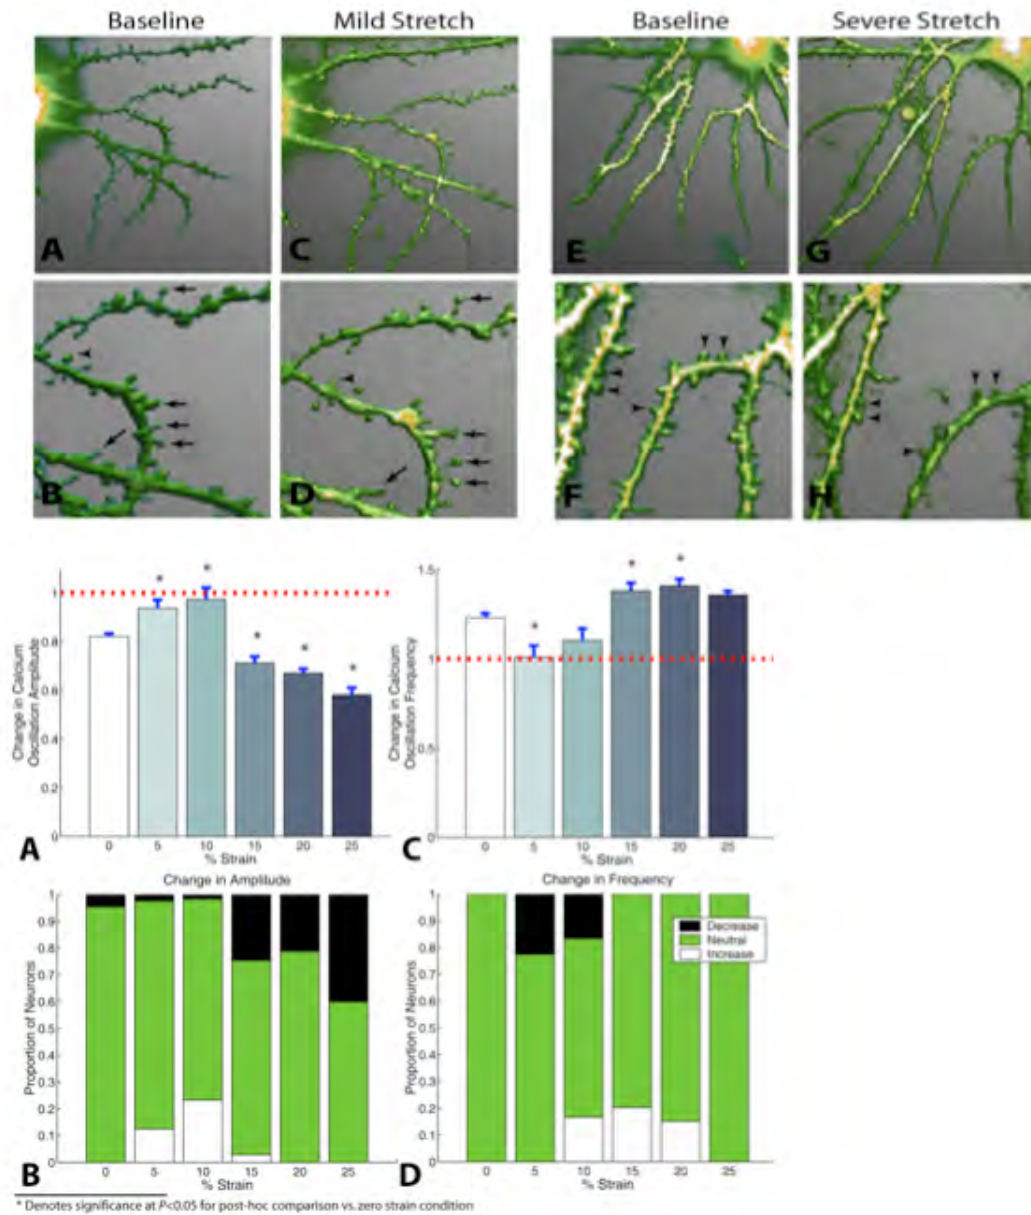 Baseline Mild Stretch Baseline Severe Stretch
A C E G
B D F H
* * * * *
1
0.8
0.6
0.4
0.2
0
Change in Calcium
Oscillation Amplitude
0 5 10 15 20 25
% Strain
A
* * *
1.5
1
0.5
0
Change in Calcium
Oscillation Frequency
0 5 10 15 20 25
% Strain
C
Change in Amplitude
1
0.9
0.8
0.7
0.6
0.5
0.4
0.3
0.2
0.1
0
Proportion of Neurons
0 5 10 15 20 25
% Strain
B
Change in Frequency
1
0.9
0.8
0.7
0.6
0.5
0.4
0.3
0.2
0.1
0
Proportion of Neurons
Decrease
Neutral
Increase
0 5 10 15 20 25
% Strain
D
* Denotes significance at P<0.05 for post-hoc comparison vs. zero strain condition